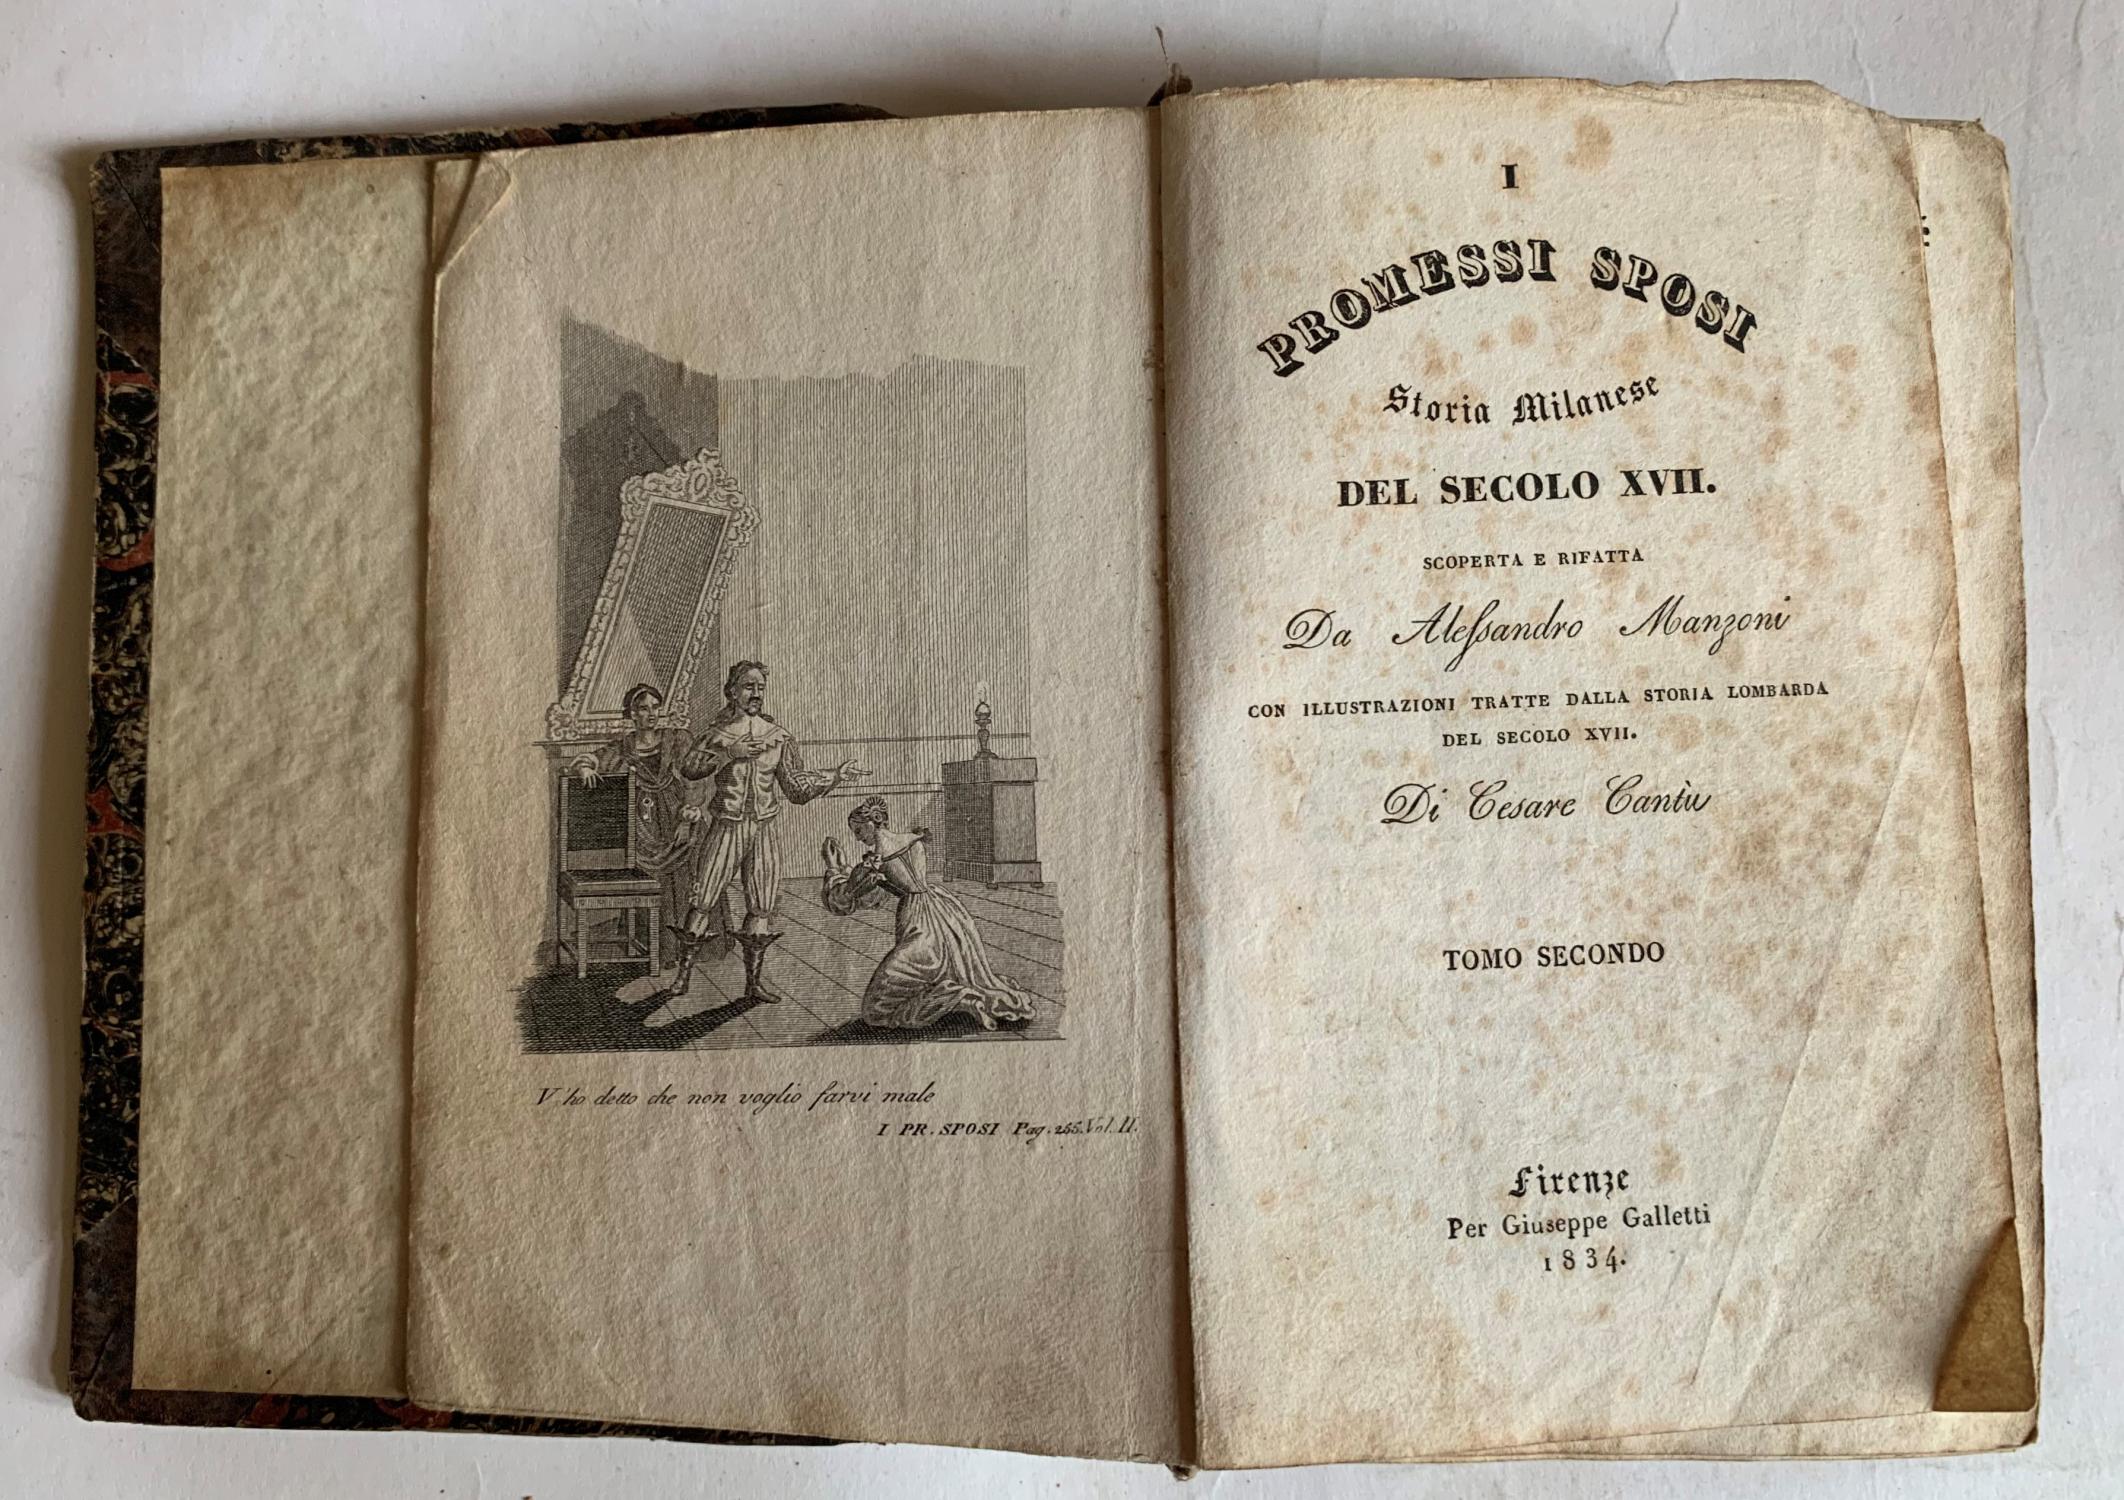 V'ho detto che non voglio farvi male
I PR. SPOSI Pag. 255. Vol. II.
I
PROMESSI SPOSI
Storia Milanese
DEL SECOLO XVII.
SCOPERTA E RIFATTA
Da Aleſsandro Manzoni
CON ILLUSTRAZIONI TRATTE DALLA STORIA LOMBARDA
DEL SECOLO XVII.
Di Cesare Cantù
TOMO SECONDO
Firenze
Per Giuseppe Galletti
1834.